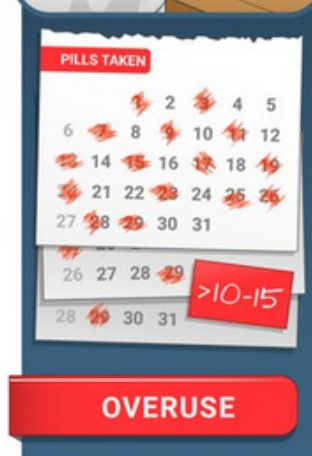 PILLS TAKEN
1 2 3 4 5
6 7 8 9 10 11 12
13 14 15 16 17 18 19
20 21 22 23 24 25 26
27 28 29 30 31
26 27 28 29
>10-15
28 29 30 31
OVERUSE